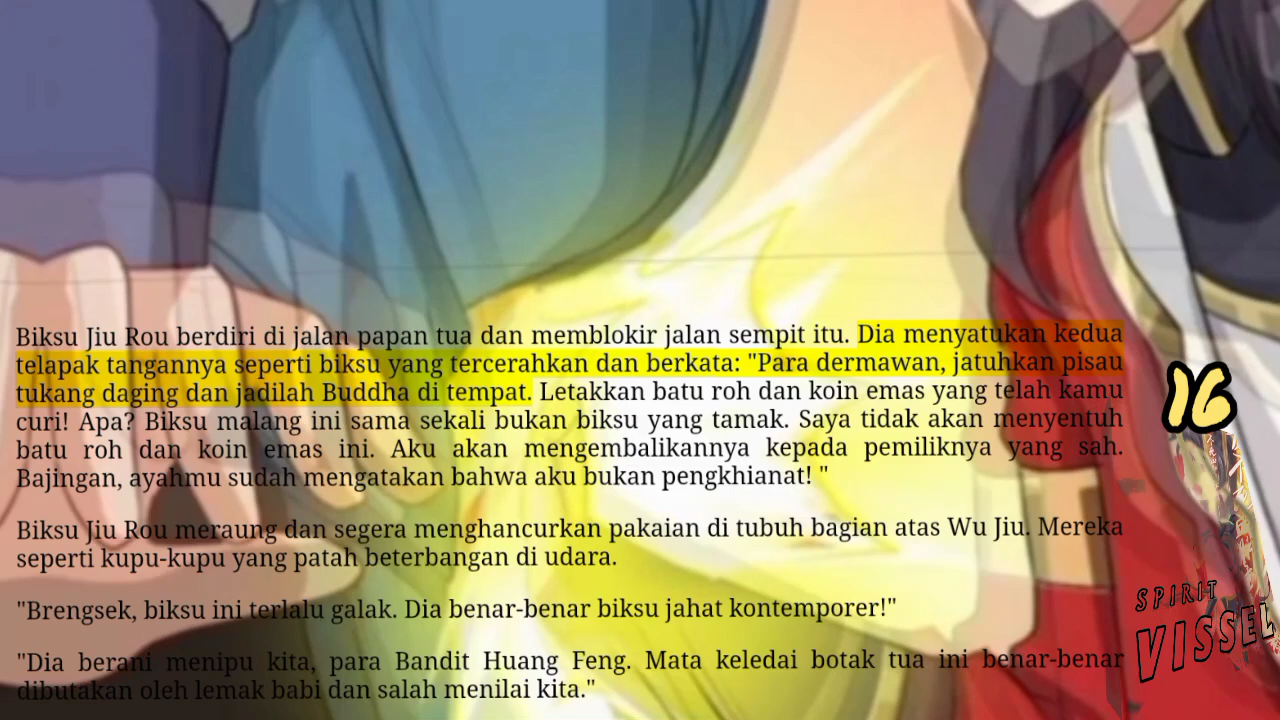 Biksu Jiu Rou berdiri di jalan papan tua dan memblokir jalan sempit itu. Dia menyatukan kedua
telapak tangannya seperti biksu yang tercerahkan dan berkata: "Para dermawan, jatuhkan pisau
tukang daging dan jadilah Buddha di tempat. Letakkan batu roh dan koin emas yang telah kamu
curi! Apa? Biksu malang ini sama sekali bukan biksu yang tamak. Saya tidak akan menyentuh
batu roh dan koin emas ini. Aku akan mengembalikannya kepada pemiliknya yang sah.
Bajingan, ayahmu sudah mengatakan bahwa aku bukan pengkhianat! "
Biksu Jiu Rou meraung dan segera menghancurkan pakaian di tubuh bagian atas Wu Jiu. Mereka
seperti kupu-kupu yang patah beterbangan di udara.
"Brengsek, biksu ini terlalu galak. Dia benar-benar biksu jahat kontemporer!"
"Dia berani menipu kita, para Bandit Huang Feng. Mata keledai botak tua ini benar-benar
dibutakan oleh lemak babi dan salah menilai kita."
16
SPIRIT
VISSEL